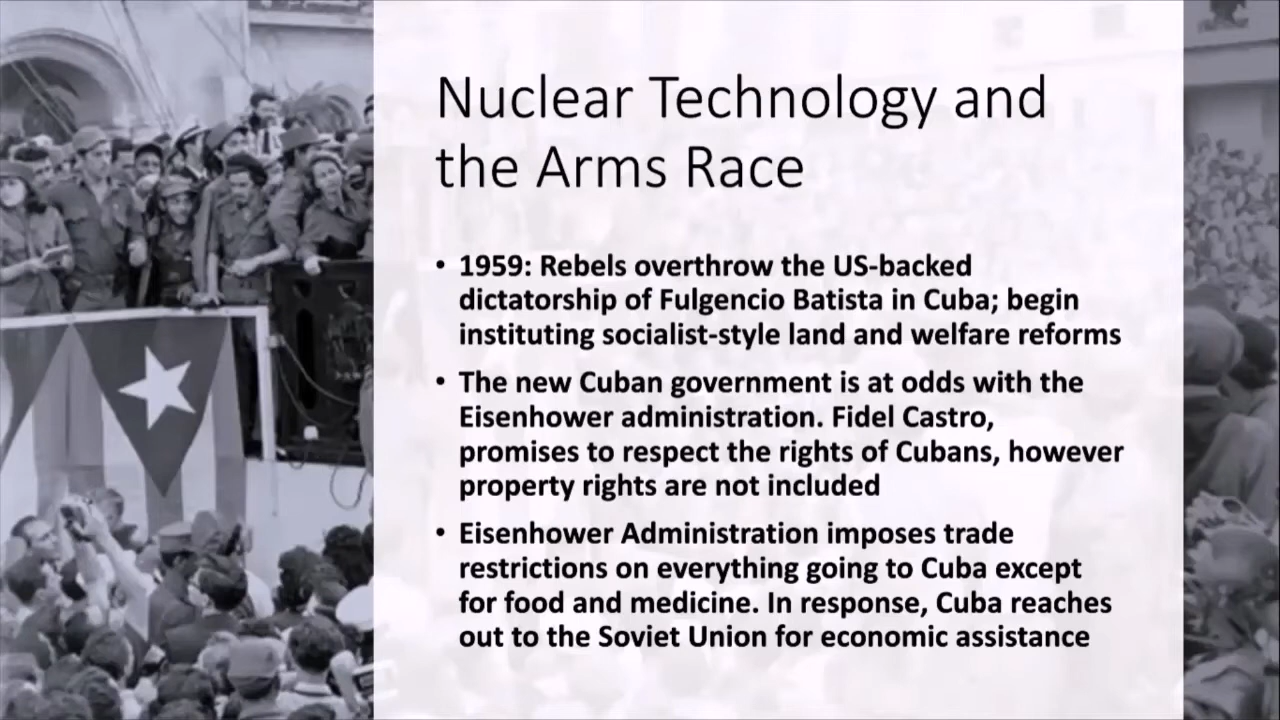 Nuclear Technology and
the Arms Race
• 1959: Rebels overthrow the US-backed
dictatorship of Fulgencio Batista in Cuba; begin
instituting socialist-style land and welfare reforms
• The new Cuban government is at odds with the
Eisenhower administration. Fidel Castro,
promises to respect the rights of Cubans, however
property rights are not included
• Eisenhower Administration imposes trade
restrictions on everything going to Cuba except
for food and medicine. In response, Cuba reaches
out to the Soviet Union for economic assistance